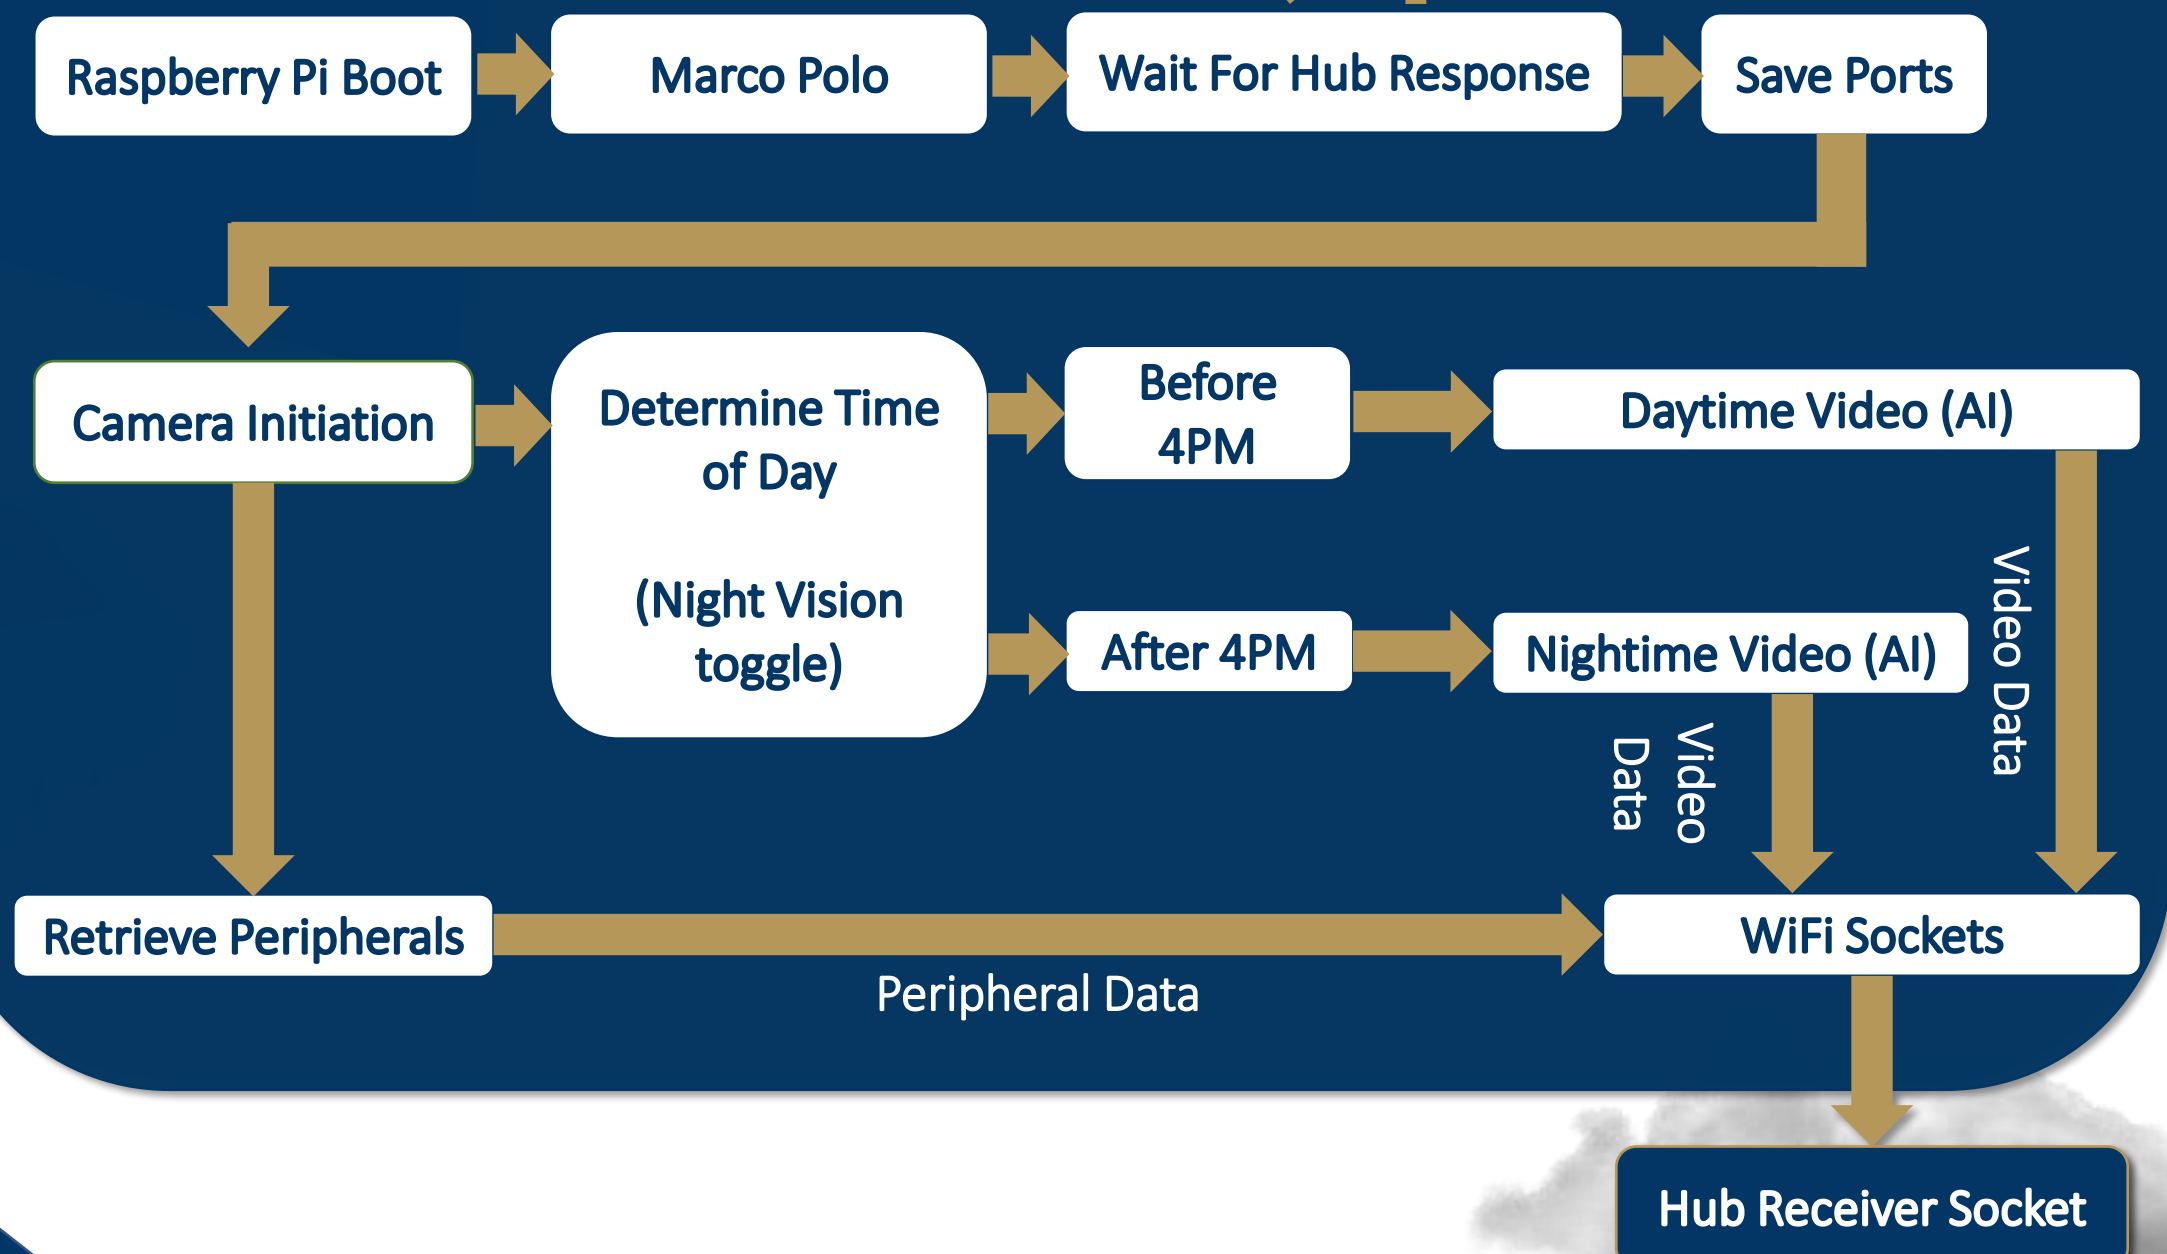 Raspberry Pi Boot
Marco Polo
Wait For Hub Response
Save Ports
Camera Initiation
Determine Time
of Day
(Night Vision
toggle)
Before
4PM
Daytime Video (AI)
After 4PM
Nightime Video (AI)
Video Data
Video
Data
Retrieve Peripherals
Peripheral Data
WiFi Sockets
Hub Receiver Socket